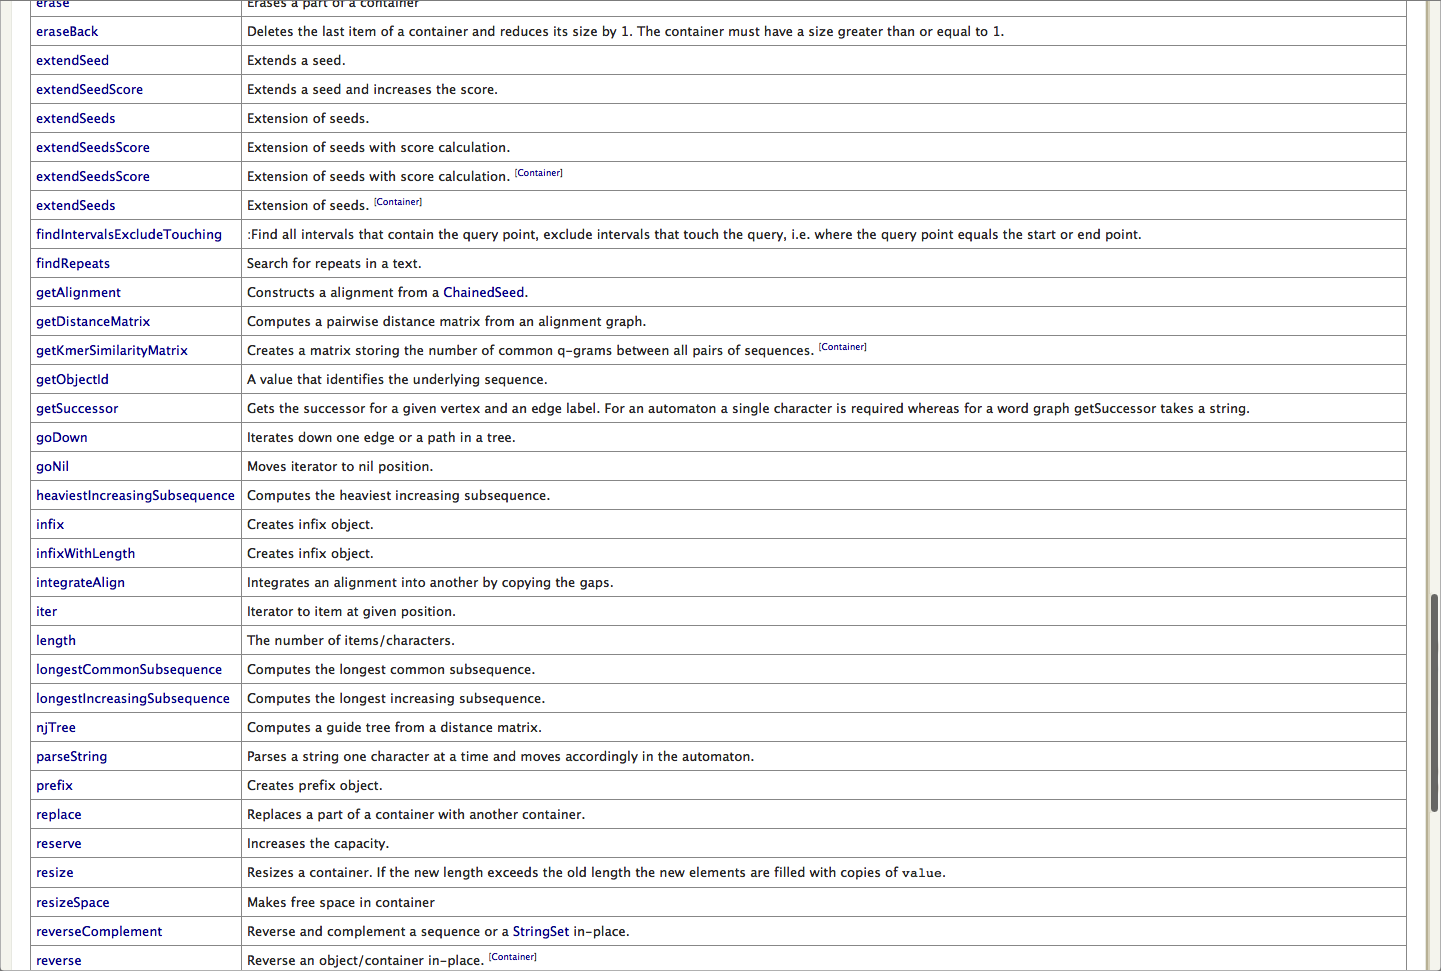 erase Erases a part of a container
eraseBack Deletes the last item of a container and reduces its size by 1. The container must have a size greater than or equal to 1.
extendSeed Extends a seed.
extendSeedScore Extends a seed and increases the score.
extendSeeds Extension of seeds.
extendSeedsScore Extension of seeds with score calculation.
extendSeedsScore Extension of seeds with score calculation. [Container]
extendSeeds Extension of seeds. [Container]
findIntervalsExcludeTouching :Find all intervals that contain the query point, exclude intervals that touch the query, i.e. where the query point equals the start or end point.
findRepeats Search for repeats in a text.
getAlignment Constructs a alignment from a ChainedSeed.
getDistanceMatrix Computes a pairwise distance matrix from an alignment graph.
getKmerSimilarityMatrix Creates a matrix storing the number of common q-grams between all pairs of sequences. [Container]
getObjectId A value that identifies the underlying sequence.
getSuccessor Gets the successor for a given vertex and an edge label. For an automaton a single character is required whereas for a word graph getSuccessor takes a string.
goDown Iterates down one edge or a path in a tree.
goNil Moves iterator to nil position.
heaviestIncreasingSubsequence Computes the heaviest increasing subsequence.
infix Creates infix object.
infixWithLength Creates infix object.
integrateAlign Integrates an alignment into another by copying the gaps.
iter Iterator to item at given position.
length The number of items/characters.
longestCommonSubsequence Computes the longest common subsequence.
longestIncreasingSubsequence Computes the longest increasing subsequence.
njTree Computes a guide tree from a distance matrix.
parseString Parses a string one character at a time and moves accordingly in the automaton.
prefix Creates prefix object.
replace Replaces a part of a container with another container.
reserve Increases the capacity.
resize Resizes a container. If the new length exceeds the old length the new elements are filled with copies of value.
resizeSpace Makes free space in container
reverseComplement Reverse and complement a sequence or a StringSet in-place.
reverse Reverse an object/container in-place. [Container]